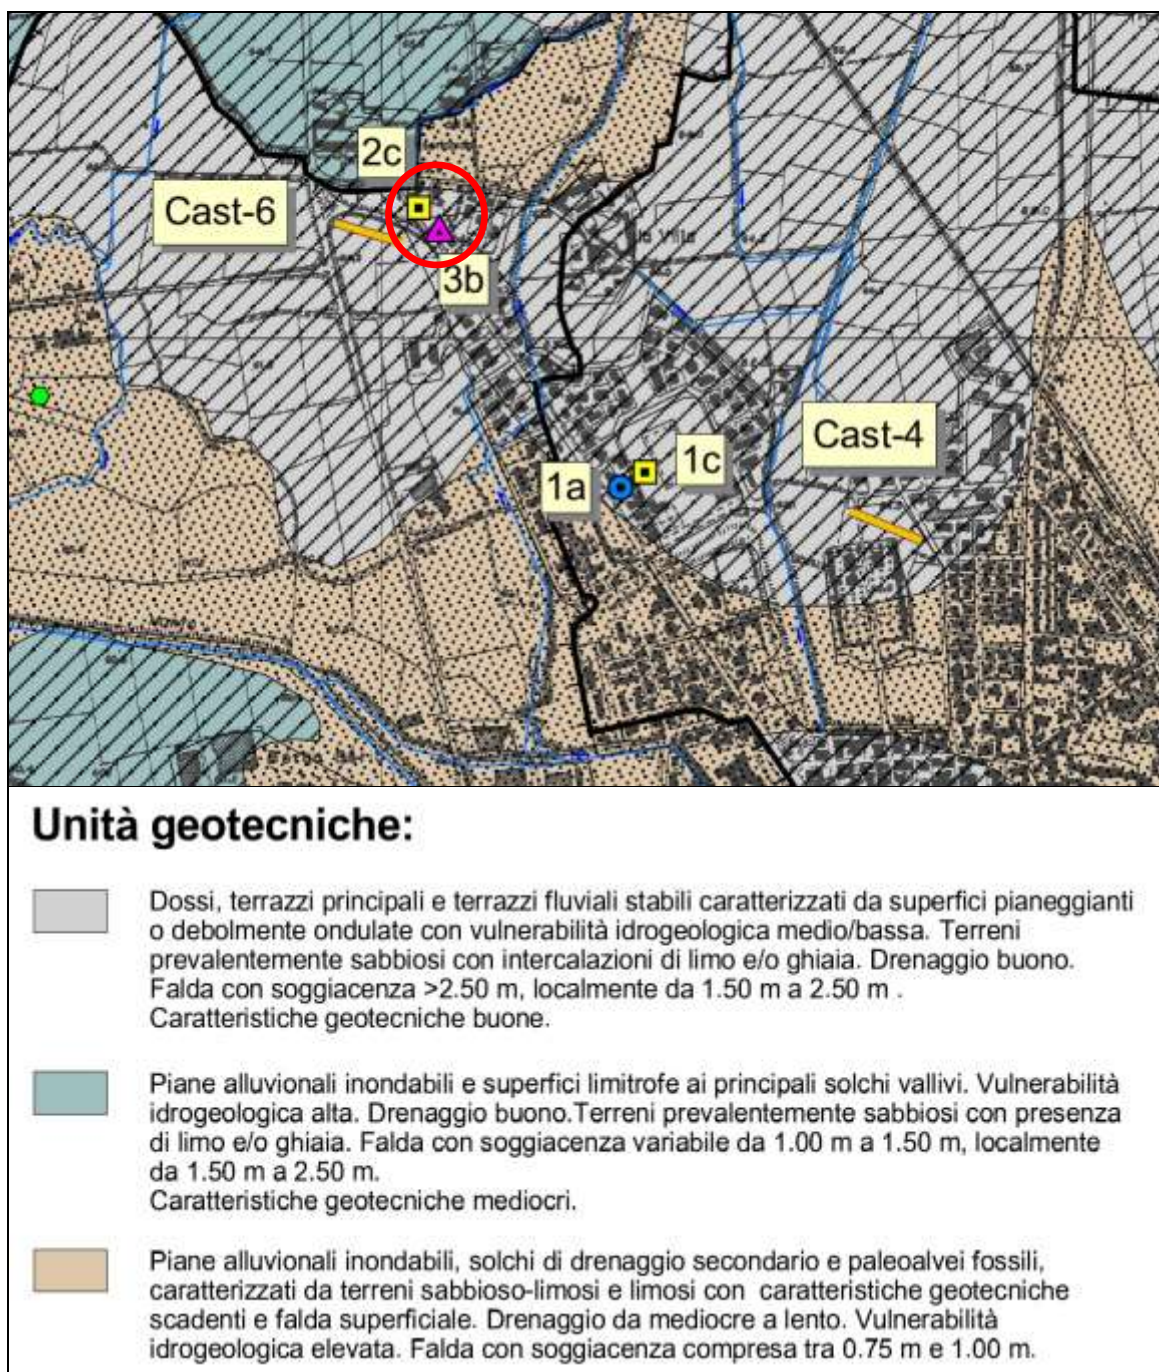 2c
Cast-6
3b
Cast-4
1c
1a
Unità geotecniche:
Dossi, terrazzi principali e terrazzi fluviali stabili caratterizzati da superfici pianeggianti
o debolmente ondulate con vulnerabilità idrogeologica medio/bassa. Terreni
prevalentemente sabbiosi con intercalazioni di limo e/o ghiaia. Drenaggio buono.
Falda con soggiacenza >2.50 m, localmente da 1.50 m a 2.50 m .
Caratteristiche geotecniche buone.
Piane alluvionali inondabili e superfici limitrofe ai principali solchi vallivi. Vulnerabilità
idrogeologica alta. Drenaggio buono.Terreni prevalentemente sabbiosi con presenza
di limo e/o ghiaia. Falda con soggiacenza variabile da 1.00 m a 1.50 m, localmente
da 1.50 m a 2.50 m.
Caratteristiche geotecniche mediocri.
Piane alluvionali inondabili, solchi di drenaggio secondario e paleoalvei fossili,
caratterizzati da terreni sabbioso-limosi e limosi con caratteristiche geotecniche
scadenti e falda superficiale. Drenaggio da mediocre a lento. Vulnerabilità
idrogeologica elevata. Falda con soggiacenza compresa tra 0.75 m e 1.00 m.